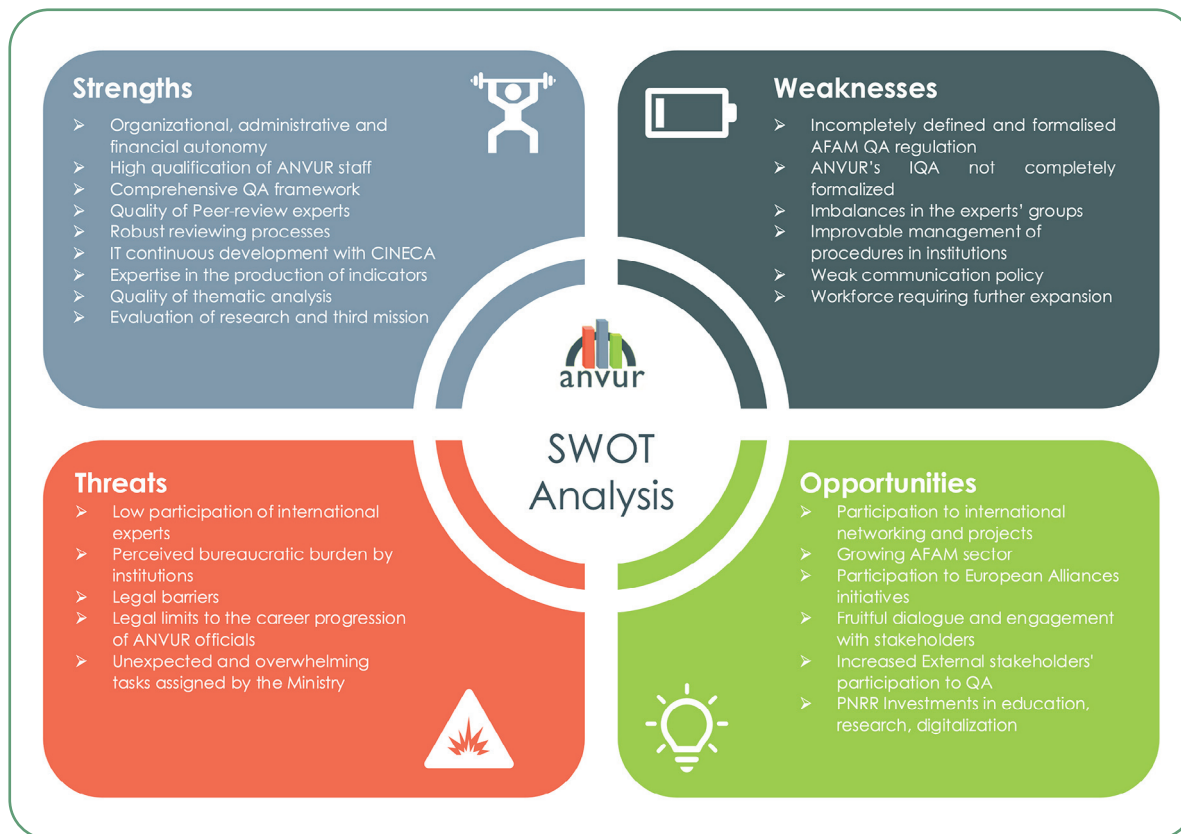 Strengths
➢ Organizational, administrative and
financial autonomy
➢ High qualification of ANVUR staff
➢ Comprehensive QA framework
➢ Quality of Peer-review experts
➢ Robust reviewing processes
➢ IT continuous development with CINECA
➢ Expertise in the production of indicators
➢ Quality of thematic analysis
➢ Evaluation of research and third mission
Weaknesses
➢ Incompletely defined and formalised
AFAM QA regulation
➢ ANVUR's IQA not completely
formalized
➢ Imbalances in the experts' groups
➢ Improvable management of
procedures in institutions
➢ Weak communication policy
➢ Workforce requiring further expansion
anvur
SWOT
Analysis
Threats
➢ Low participation of international
experts
➢ Perceived bureaucratic burden by
institutions
➢ Legal barriers
➢ Legal limits to the career progression
of ANVUR officials
➢ Unexpected and overwhelming
tasks assigned by the Ministry
Opportunities
➢ Participation to international
networking and projects
➢ Growing AFAM sector
➢ Participation to European Alliances
initiatives
➢ Fruitful dialogue and engagement
with stakeholders
➢ Increased External stakeholders'
participation to QA
➢ PNRR Investments in education,
research, digitalization